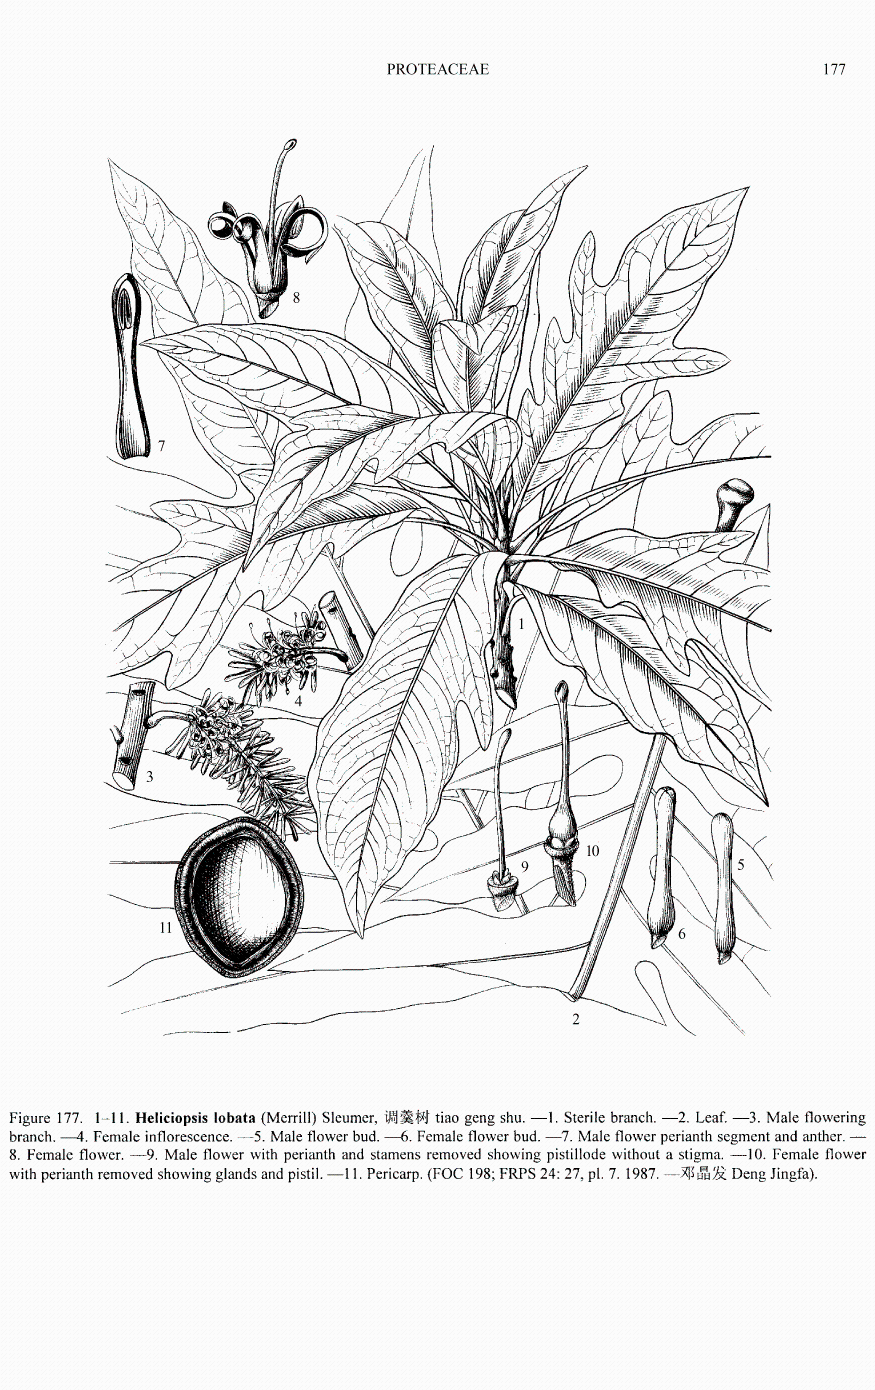 PROTEACEAE 177
8
7
1
4
3
10
9
5
11
6
2
Figure 177. 1–11. Heliciopsis lobata (Merrill) Sleumer, 调羹树 tiao geng shu. —1. Sterile branch. —2. Leaf. —3. Male flowering
branch. —4. Female inflorescence. —5. Male flower bud. —6. Female flower bud. —7. Male flower perianth segment and anther. —
8. Female flower. —9. Male flower with perianth and stamens removed showing pistillode without a stigma. —10. Female flower
with perianth removed showing glands and pistil. —11. Pericarp. (FOC 198; FRPS 24: 27, pl. 7. 1987. —邓晶发 Deng Jingfa).